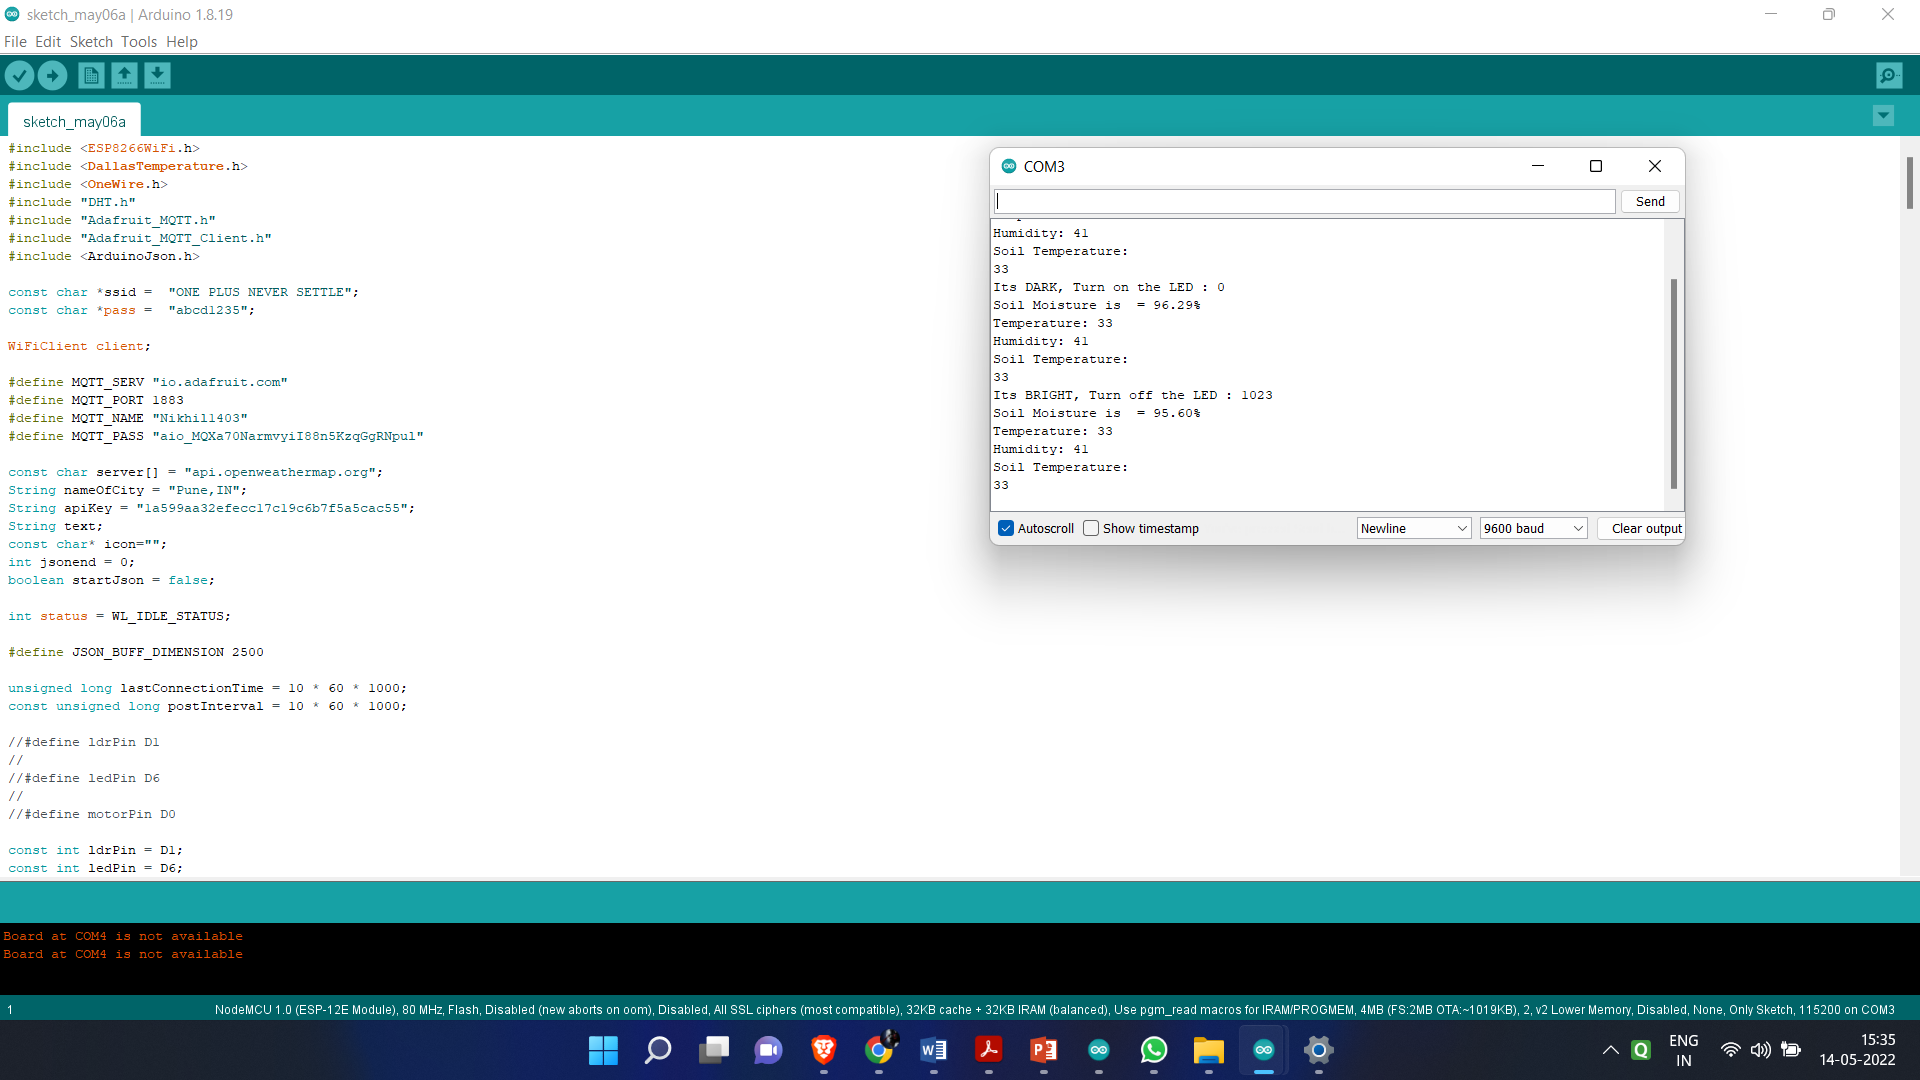 sketch_may06a | Arduino 1.8.19
File Edit Sketch Tools Help
sketch_may06a
#include <ESP8266WiFi.h>
#include <DallasTemperature.h>
#include <OneWire.h>
#include "DHT.h"
#include "Adafruit_MQTT.h"
#include "Adafruit_MQTT_Client.h"
#include <ArduinoJson.h>
const char *ssid =  "ONE PLUS NEVER SETTLE";
const char *pass =  "abcd1235";
WiFiClient client;
#define MQTT_SERV "io.adafruit.com"
#define MQTT_PORT 1883
#define MQTT_NAME "Nikhil1403"
#define MQTT_PASS "aio_MQXa70NarmvyiI88n5KzqGgRNpul"
const char server[] = "api.openweathermap.org";
String nameOfCity = "Pune,IN";
String apiKey = "1a599aa32efecc17c19c6b7f5a5cac55";
String text;
const char* icon="";
int jsonend = 0;
boolean startJson = false;
int status = WL_IDLE_STATUS;
#define JSON_BUFF_DIMENSION 2500
unsigned long lastConnectionTime = 10 * 60 * 1000;
const unsigned long postInterval = 10 * 60 * 1000;
//#define ldrPin D1
//
//#define ledPin D6
//
//#define motorPin D0
const int ldrPin = D1;
const int ledPin = D6;
COM3
Send
Humidity: 41
Soil Temperature:
33
Its DARK, Turn on the LED : 0
Soil Moisture is  = 96.29%
Temperature: 33
Humidity: 41
Soil Temperature:
33
Its BRIGHT, Turn off the LED : 1023
Soil Moisture is  = 95.60%
Temperature: 33
Humidity: 41
Soil Temperature:
33
Autoscroll Show timestamp Newline 9600 baud Clear output
Board at COM4 is not available
Board at COM4 is not available
1 NodeMCU 1.0 (ESP-12E Module), 80 MHz, Flash, Disabled (new aborts on oom), Disabled, All SSL ciphers (most compatible), 32KB cache + 32KB IRAM (balanced), Use pgm_read macros for IRAM/PROGMEM, 4MB (FS:2MB OTA:~1019KB), 2, v2 Lower Memory, Disabled, None, Only Sketch, 115200 on COM3
ENG
IN
15:35
14-05-2022